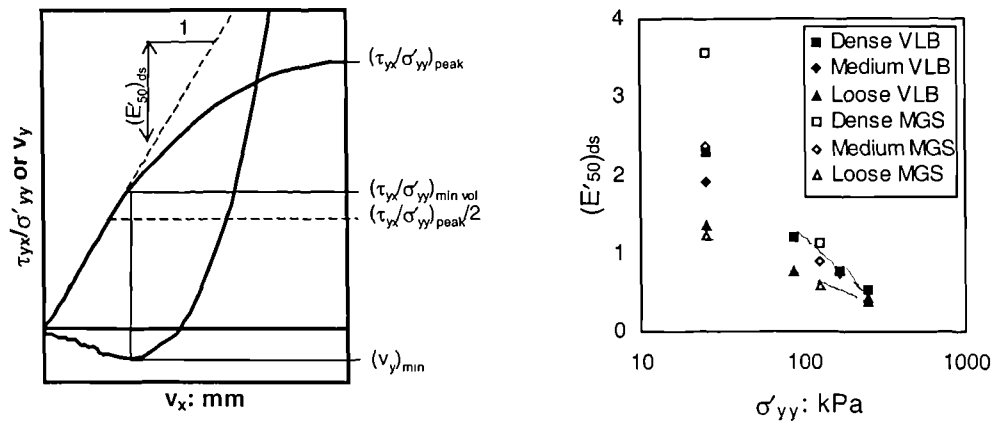 1
(E'50)ds
(τyx/σ'yy)peak
(τyx/σ'yy)min vol
(τyx/σ'yy)peak/2
(vy)min
τyx/σ'yy or vy
vx: mm
4
3
2
1
0
(E'50)ds
Dense VLB
Medium VLB
Loose VLB
Dense MGS
Medium MGS
Loose MGS
10
100
1000
σ'yy: kPa